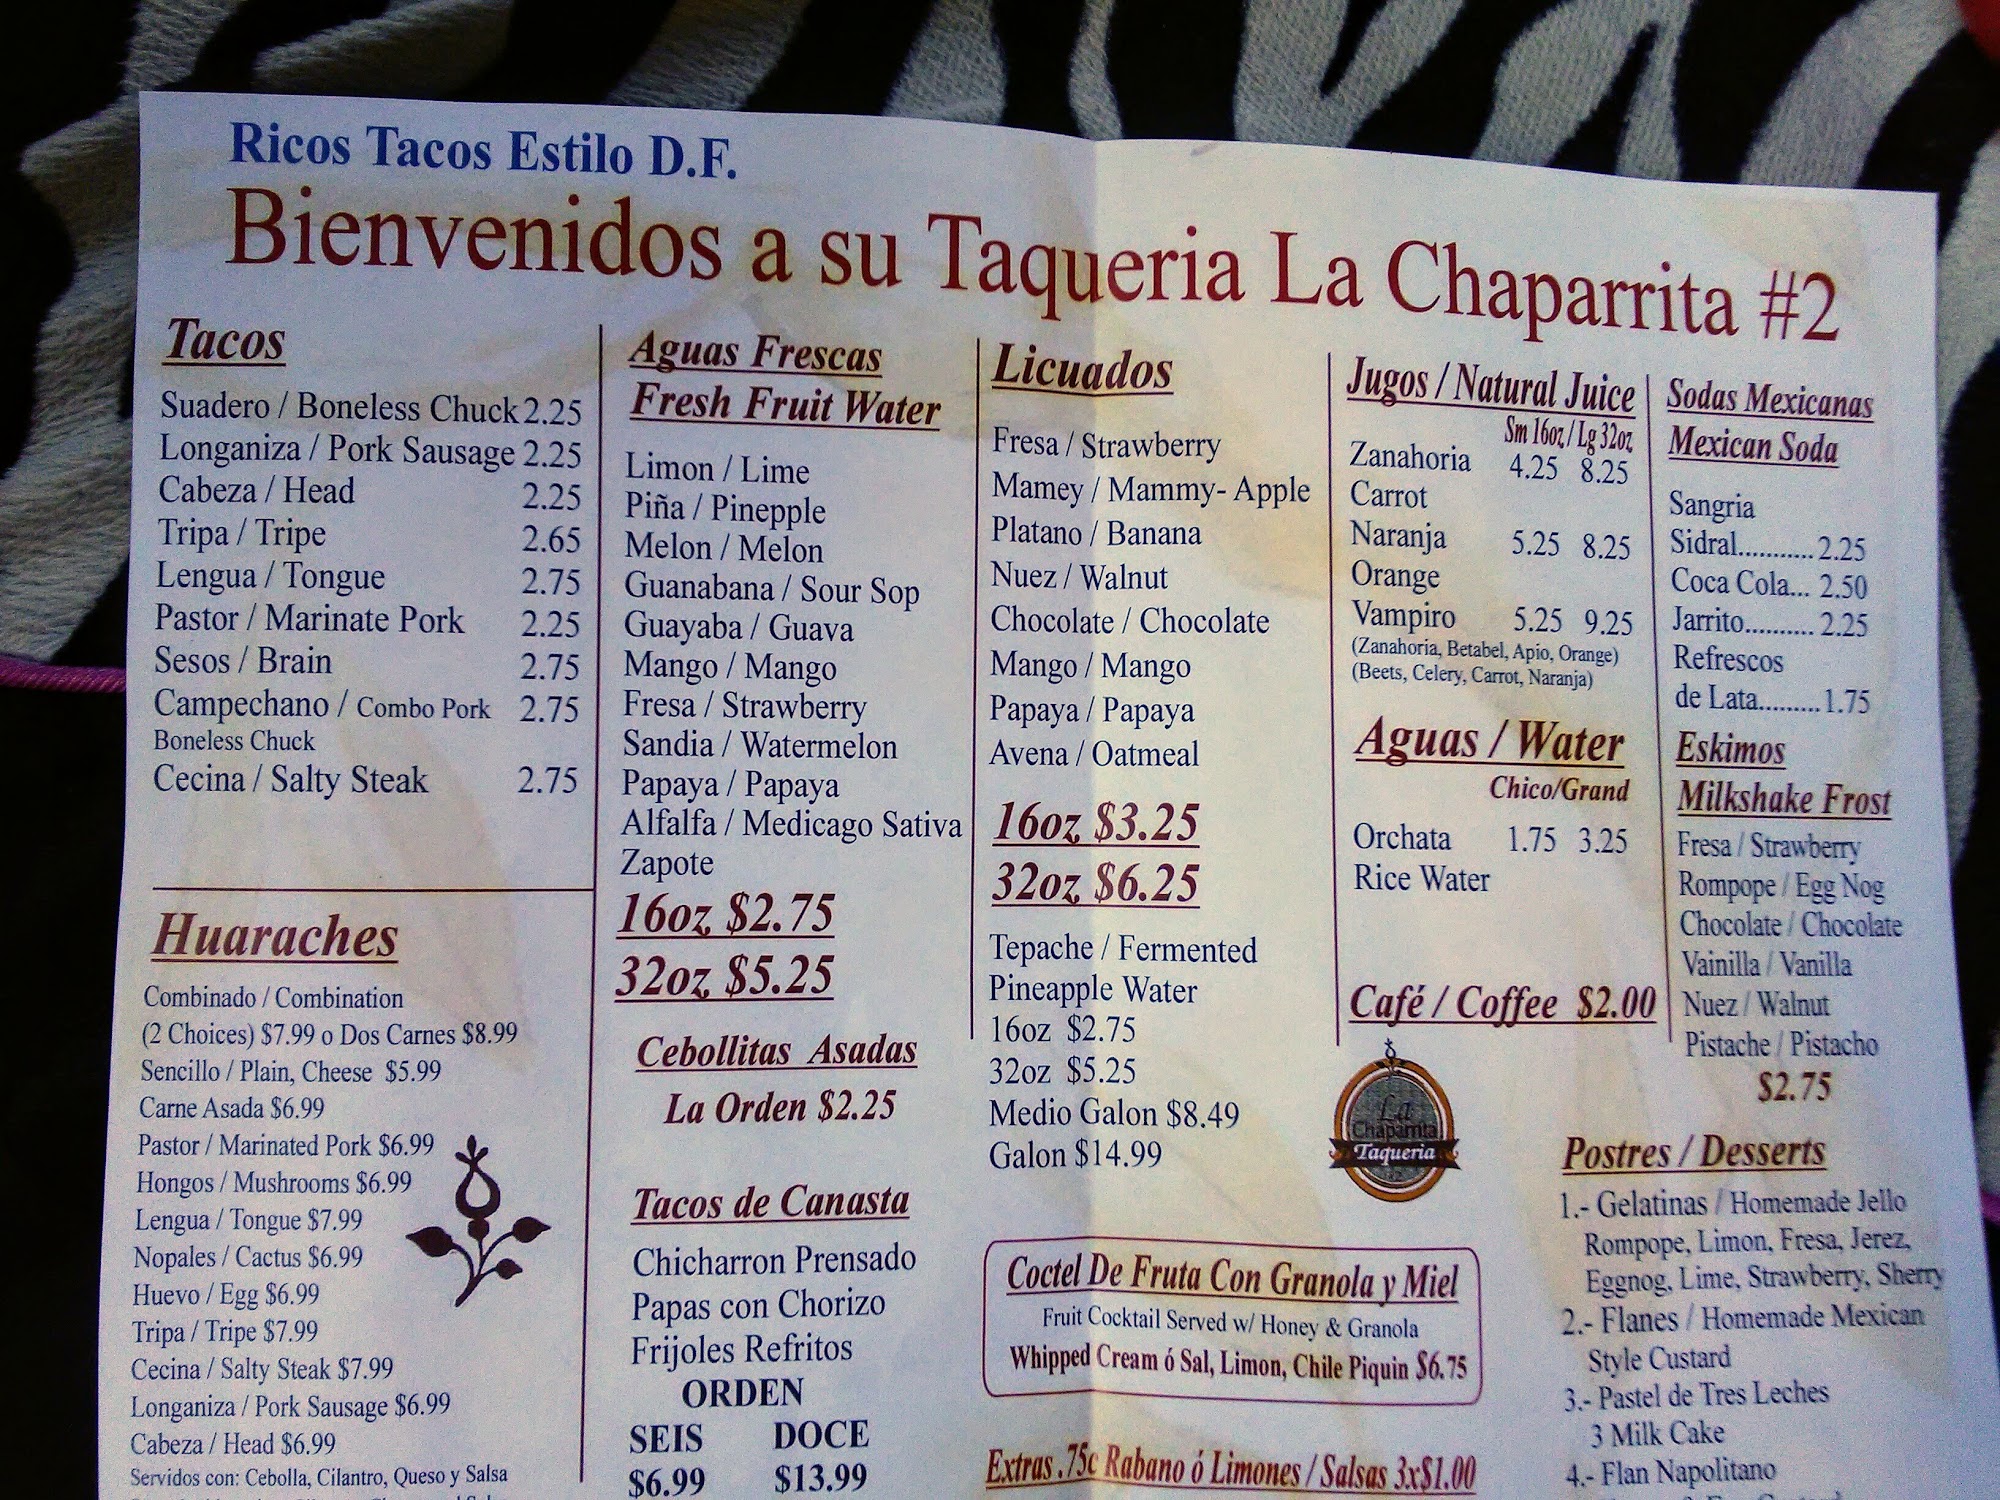 Ricos Tacos Estilo D.F.
Bienvenidos a su Taqueria La Chaparrita #2
Tacos
Suadero / Boneless Chuck 2.25
Longaniza / Pork Sausage 2.25
Cabeza / Head 2.25
Tripa / Tripe 2.65
Lengua / Tongue 2.75
Pastor / Marinate Pork 2.25
Sesos / Brain 2.75
Campechano / Combo Pork 2.75
Boneless Chuck
Cecina / Salty Steak 2.75
Huaraches
Combinado / Combination
(2 Choices) $7.99 o Dos Carnes $8.99
Sencillo / Plain, Cheese $5.99
Carne Asada $6.99
Pastor / Marinated Pork $6.99
Hongos / Mushrooms $6.99
Lengua / Tongue $7.99
Nopales / Cactus $6.99
Huevo / Egg $6.99
Tripa / Tripe $7.99
Cecina / Salty Steak $7.99
Longaniza / Pork Sausage $6.99
Cabeza / Head $6.99
Servidos con: Cebolla, Cilantro, Queso y Salsa
Aguas Frescas
Fresh Fruit Water
Limon / Lime
Piña / Pinepple
Melon / Melon
Guanabana / Sour Sop
Guayaba / Guava
Mango / Mango
Fresa / Strawberry
Sandia / Watermelon
Papaya / Papaya
Alfalfa / Medicago Sativa
Zapote
16oz $2.75
32oz $5.25
Cebollitas Asadas
La Orden $2.25
Tacos de Canasta
Chicharron Prensado
Papas con Chorizo
Frijoles Refritos
ORDEN
SEIS DOCE
$6.99 $13.99
Licuados
Fresa / Strawberry
Mamey / Mammy- Apple
Platano / Banana
Nuez / Walnut
Chocolate / Chocolate
Mango / Mango
Papaya / Papaya
Avena / Oatmeal
16oz $3.25
32oz $6.25
Tepache / Fermented
Pineapple Water
16oz $2.75
32oz $5.25
Medio Galon $8.49
Galon $14.99
Coctel De Fruta Con Granola y Miel
Fruit Cocktail Served w/ Honey & Granola
Whipped Cream ó Sal, Limon, Chile Piquin $6.75
Extras .75c Rabano ó Limones / Salsas 3x$1.00
Jugos / Natural Juice
Sm 16oz / Lg 32oz
Zanahoria 4.25 8.25
Carrot
Naranja 5.25 8.25
Orange
Vampiro 5.25 9.25
(Zanahoria, Betabel, Apio, Orange)
(Beets, Celery, Carrot, Naranja)
Aguas / Water
Chico/Grand
Orchata 1.75 3.25
Rice Water
Café / Coffee $2.00
La
Chaparrita
Taqueria
Sodas Mexicanas
Mexican Soda
Sangria
Sidral........... 2.25
Coca Cola... 2.50
Jarrito.......... 2.25
Refrescos
de Lata.........1.75
Eskimos
Milkshake Frost
Fresa / Strawberry
Rompope / Egg Nog
Chocolate / Chocolate
Vainilla / Vanilla
Nuez / Walnut
Pistache / Pistacho
$2.75
Postres / Desserts
1.- Gelatinas / Homemade Jello
Rompope, Limon, Fresa, Jerez,
Eggnog, Lime, Strawberry, Sherry
2.- Flanes / Homemade Mexican
Style Custard
3.- Pastel de Tres Leches
3 Milk Cake
4.- Flan Napolitano